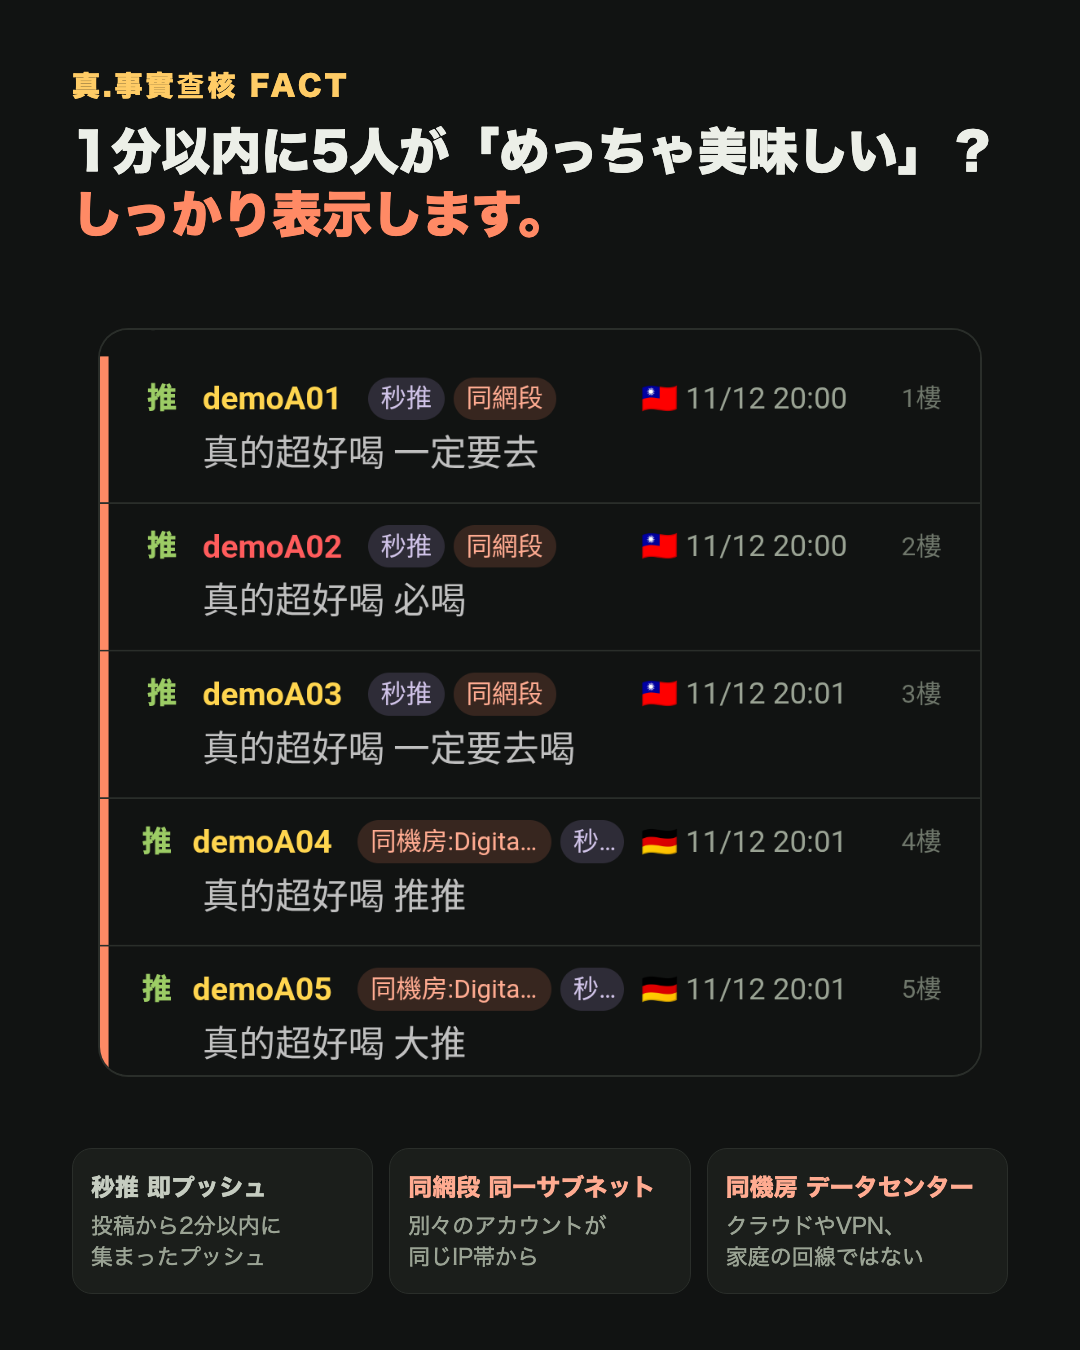 真.事實查核 FACT
1分以内に5人が「めっちゃ美味しい」？
しっかり表示します。
推 demoA01 秒推 同網段 🇹🇼 11/12 20:00 1樓
真的超好喝 一定要去
推 demoA02 秒推 同網段 🇹🇼 11/12 20:00 2樓
真的超好喝 必喝
推 demoA03 秒推 同網段 🇹🇼 11/12 20:01 3樓
真的超好喝 一定要去喝
推 demoA04 同機房:Digita... 秒... 🇩🇪 11/12 20:01 4樓
真的超好喝 推推
推 demoA05 同機房:Digita... 秒... 🇩🇪 11/12 20:01 5樓
真的超好喝 大推
秒推 即プッシュ
投稿から2分以内に
集まったプッシュ
同網段 同一サブネット
別々のアカウントが
同じIP帯から
同機房 データセンター
クラウドやVPN、
家庭の回線ではない